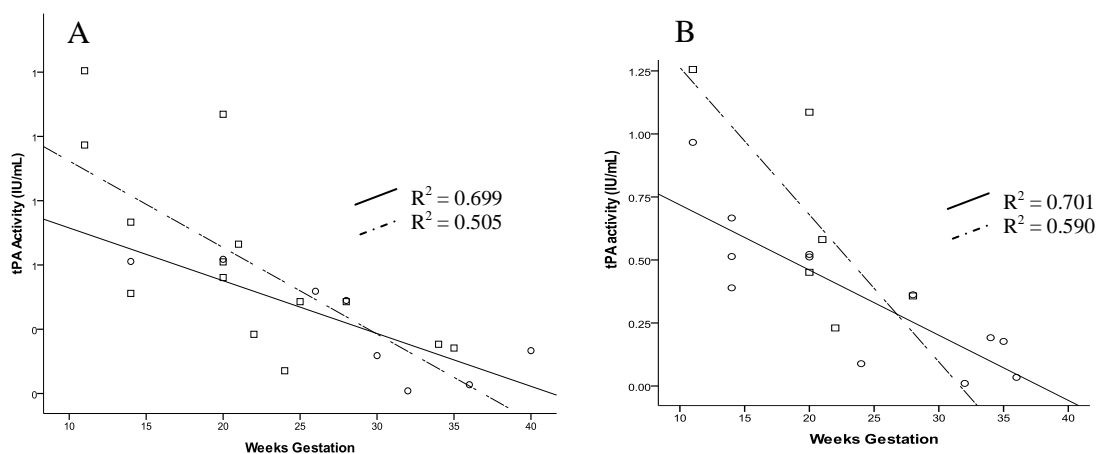 A
tPA Activity (IU/mL)
1
1
1
1
0
0
R² = 0.699
R² = 0.505
10 15 20 25 30 35 40
Weeks Gestation
B
tPA activity (IU/mL)
1.25
1.00
0.75
0.50
0.25
0.00
R² = 0.701
R² = 0.590
10 15 20 25 30 35 40
Weeks Gestation